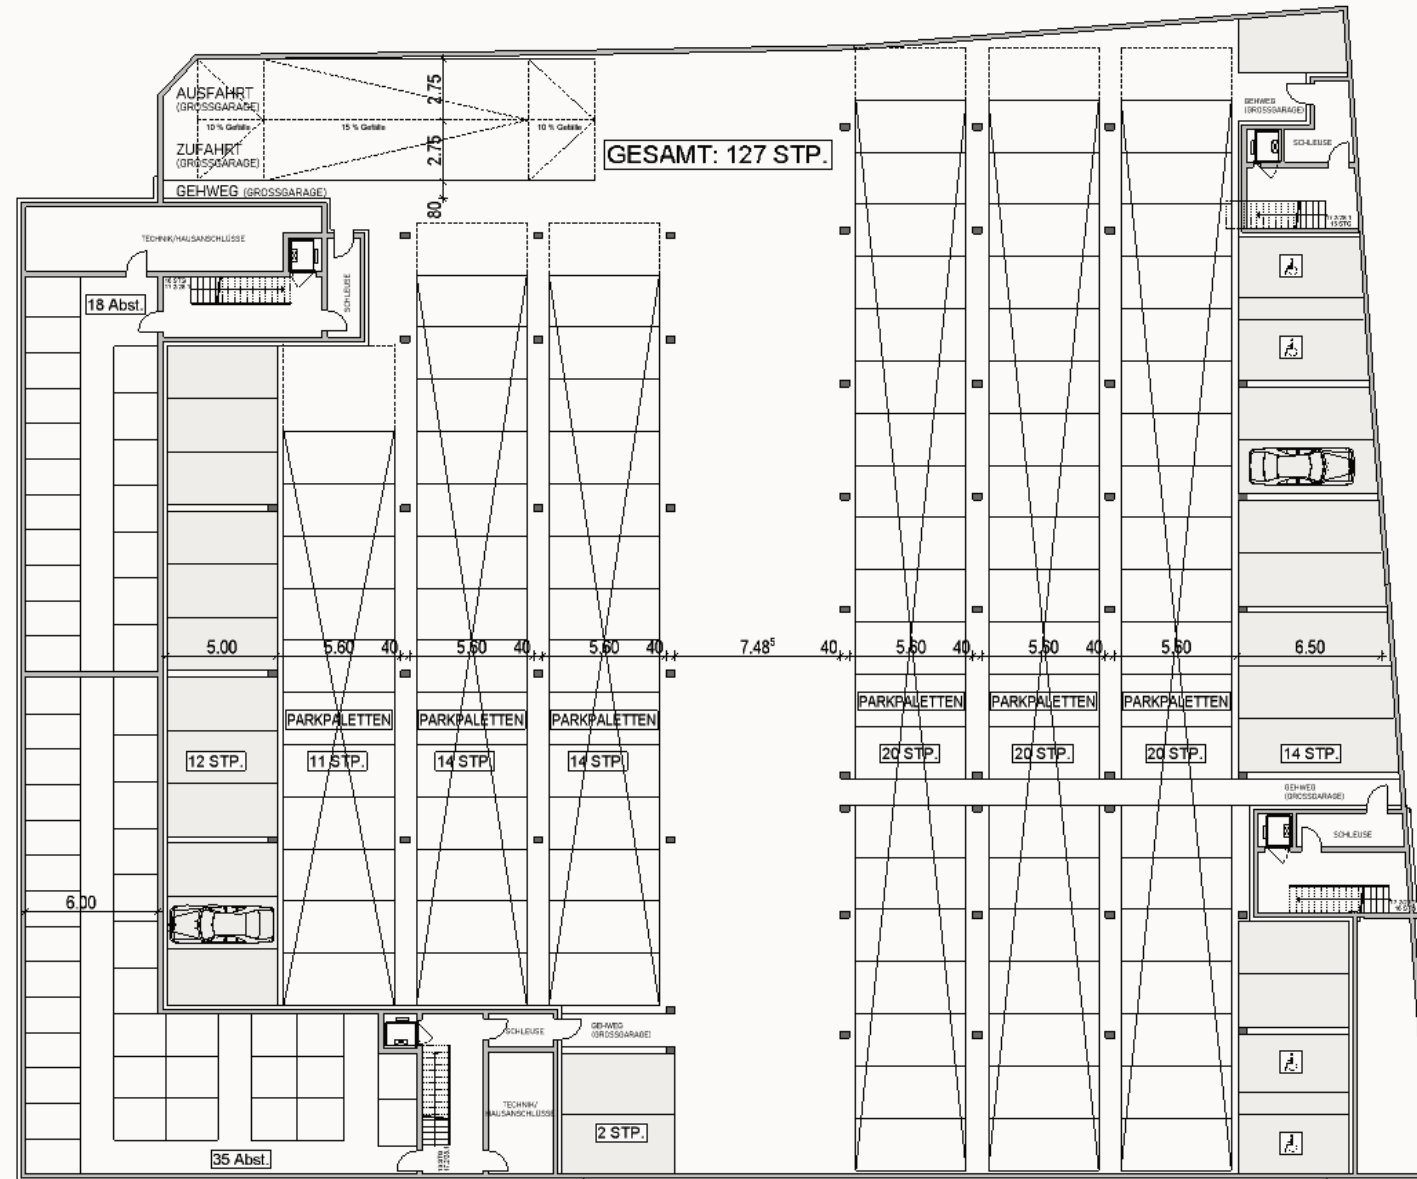 AUSFAHRT
(GROSSGARAGE)
2.75
10 % Gefälle
15 % Gefälle
10 % Gefälle
ZUFAHRT
(GROSSGARAGE)
2.75
GESAMT: 127 STP.
GEHWEG (GROSSGARAGE)
80
GEHWEG
(GROSSGARAGE)
SCHLEUSE
TECHNIK/HAUSANSCHLÜSSE
SCHLEUSE
18 Abst.
5.00
5.60
40
5.60
40
5.60
40
7.48⁵
40
5.60
40
5.60
40
5.60
6.50
PARKPALETTEN
PARKPALETTEN
PARKPALETTEN
PARKPALETTEN
PARKPALETTEN
PARKPALETTEN
12 STP.
11 STP.
14 STP.
14 STP.
20 STP.
20 STP.
20 STP.
14 STP.
GEHWEG
(GROSSGARAGE)
SCHLEUSE
6.00
SCHLEUSE
GEHWEG
(GROSSGARAGE)
TECHNIK/
HAUSANSCHLÜSSE
2 STP.
35 Abst.